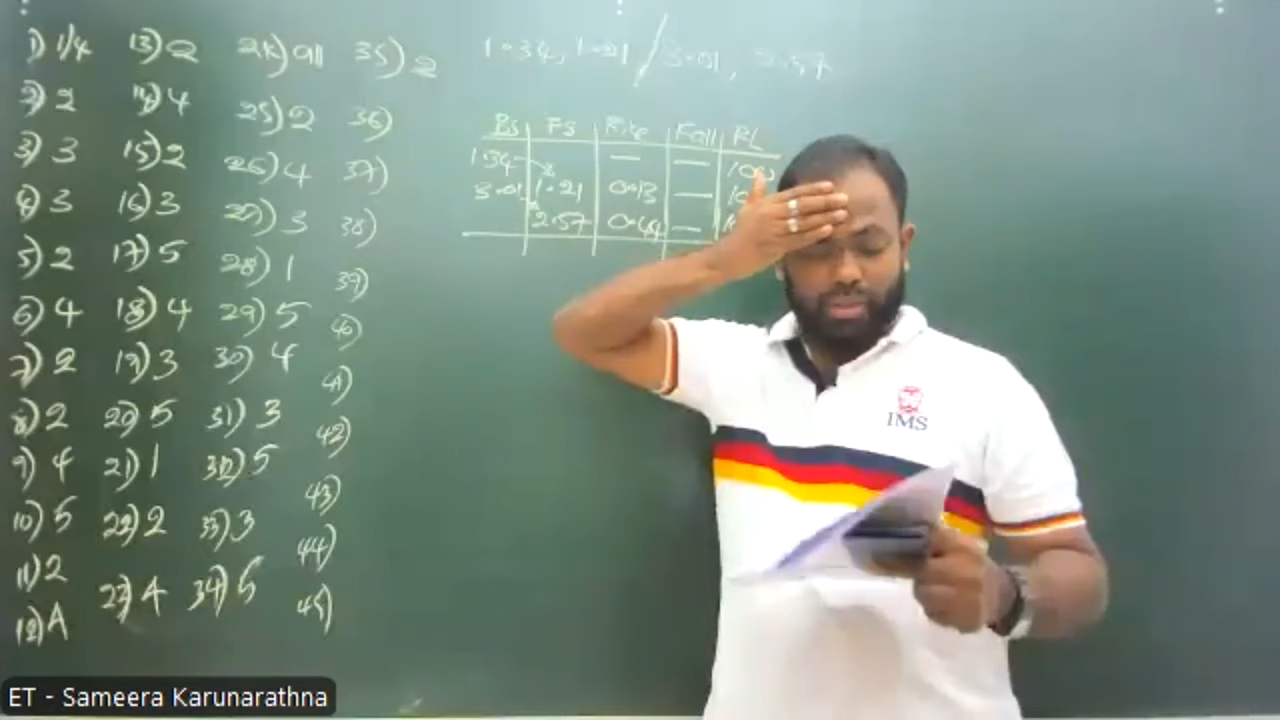 1) 1/4 13) 2 24) all 35) 2
2) 2 14) 4 25) 2 36)
3) 3 15) 2 26) 4 37)
4) 3 16) 3 27) 3 38)
5) 2 17) 5 28) 1 39)
6) 4 18) 4 29) 5 40)
7) 2 19) 3 30) 4 41)
8) 2 20) 5 31) 3 42)
9) 4 21) 1 32) 5 43)
10) 5 22) 2 33) 3 44)
11) 2 23) 4 34) 5 45)
12) A
1.34, 1.21 / 3.01, 2.57
Bs Fs Rise Fall RL
1.34 — — 100
3.01 1.21 0.13 — 10
2.57 0.44 —
IMS
ET - Sameera Karunarathna